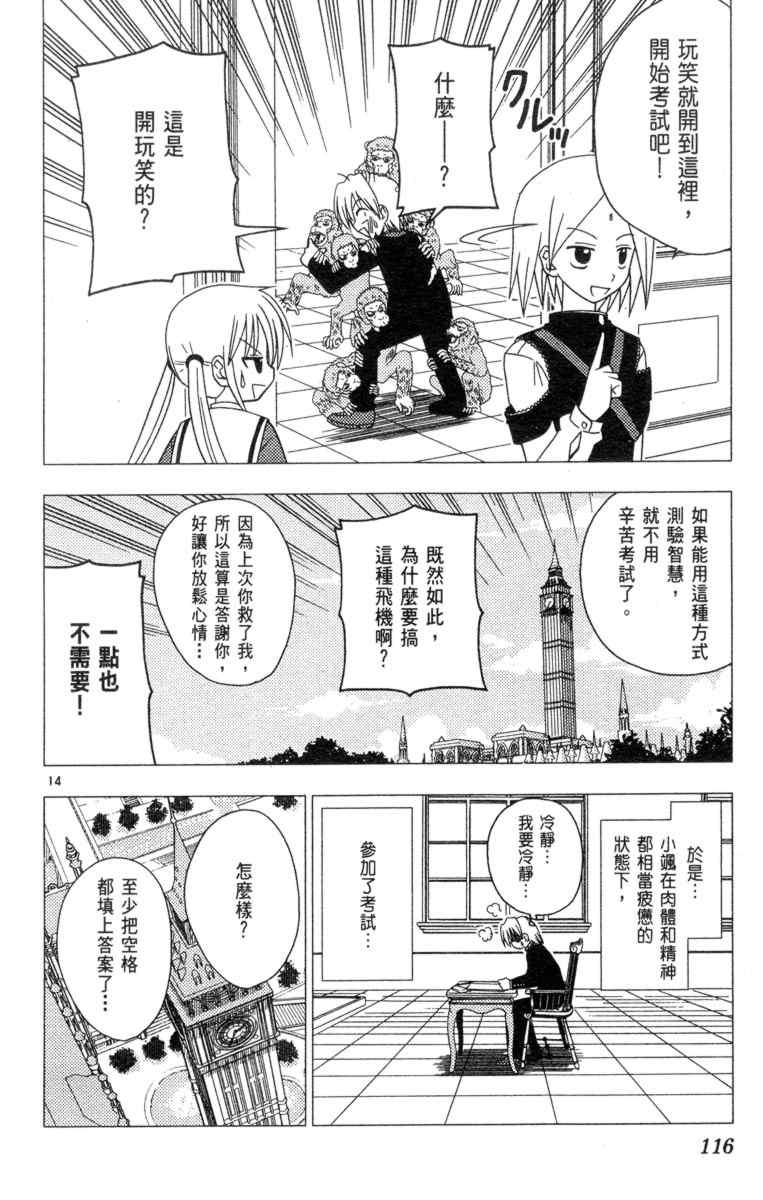 玩笑就開到這裡，
開始考試吧！
クルッ
什麼——？
這是
開玩笑的？
如果能用這種方式
測驗智慧，
就不用
辛苦考試了。
既然如此，
為什麼要搞
這種飛機啊？
因為上次你救了我，
所以這算是答謝你，
好讓你放鬆心情…
一點也
不需要！
14
於是…
小颯在肉體和精神
都相當疲憊的
狀態下，
冷靜…
我要冷靜…
參加了考試…
怎麼樣？
至少把空格
都填上答案了…
116